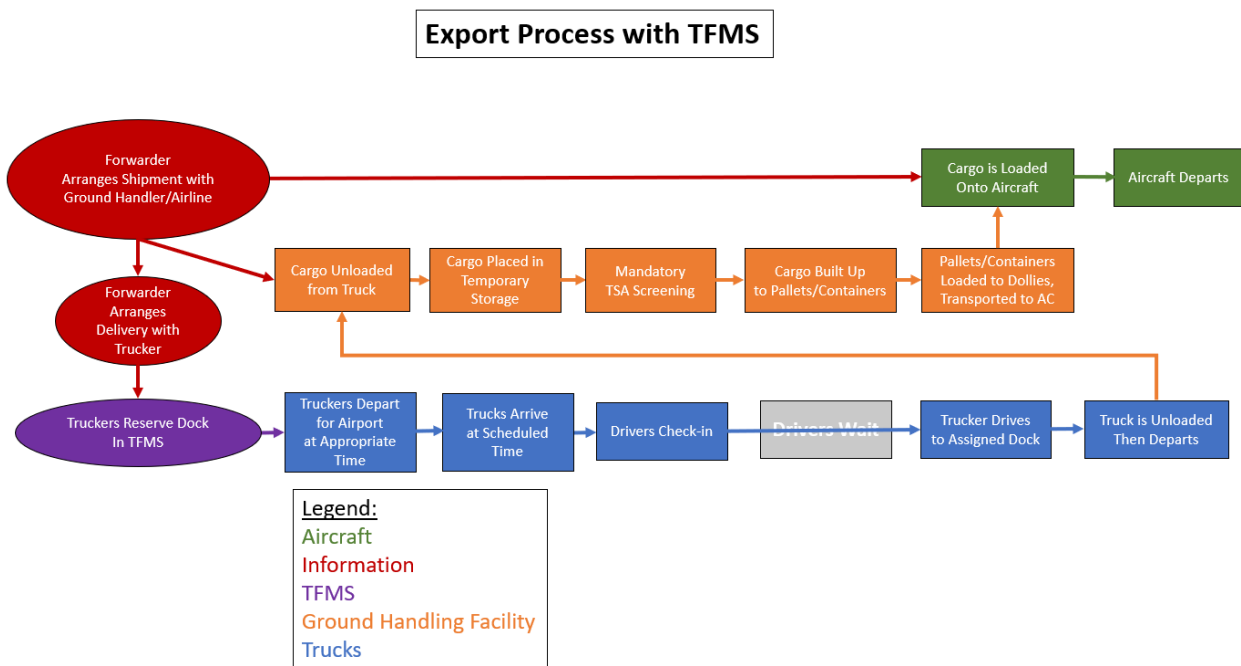 Export Process with TFMS
Forwarder
Arranges Shipment with
Ground Handler/Airline
Cargo is Loaded
Onto Aircraft
Aircraft Departs
Cargo Unloaded
from Truck
Cargo Placed in
Temporary
Storage
Mandatory
TSA Screening
Cargo Built Up
to Pallets/Containers
Pallets/Containers
Loaded to Dollies,
Transported to AC
Forwarder
Arranges
Delivery with
Trucker
Truckers Reserve Dock
In TFMS
Truckers Depart
for Airport
at Appropriate
Time
Trucks Arrive
at Scheduled
Time
Drivers Check-in
Drivers Wait
Trucker Drives
to Assigned Dock
Truck is Unloaded
Then Departs
Legend:
Aircraft
Information
TFMS
Ground Handling Facility
Trucks